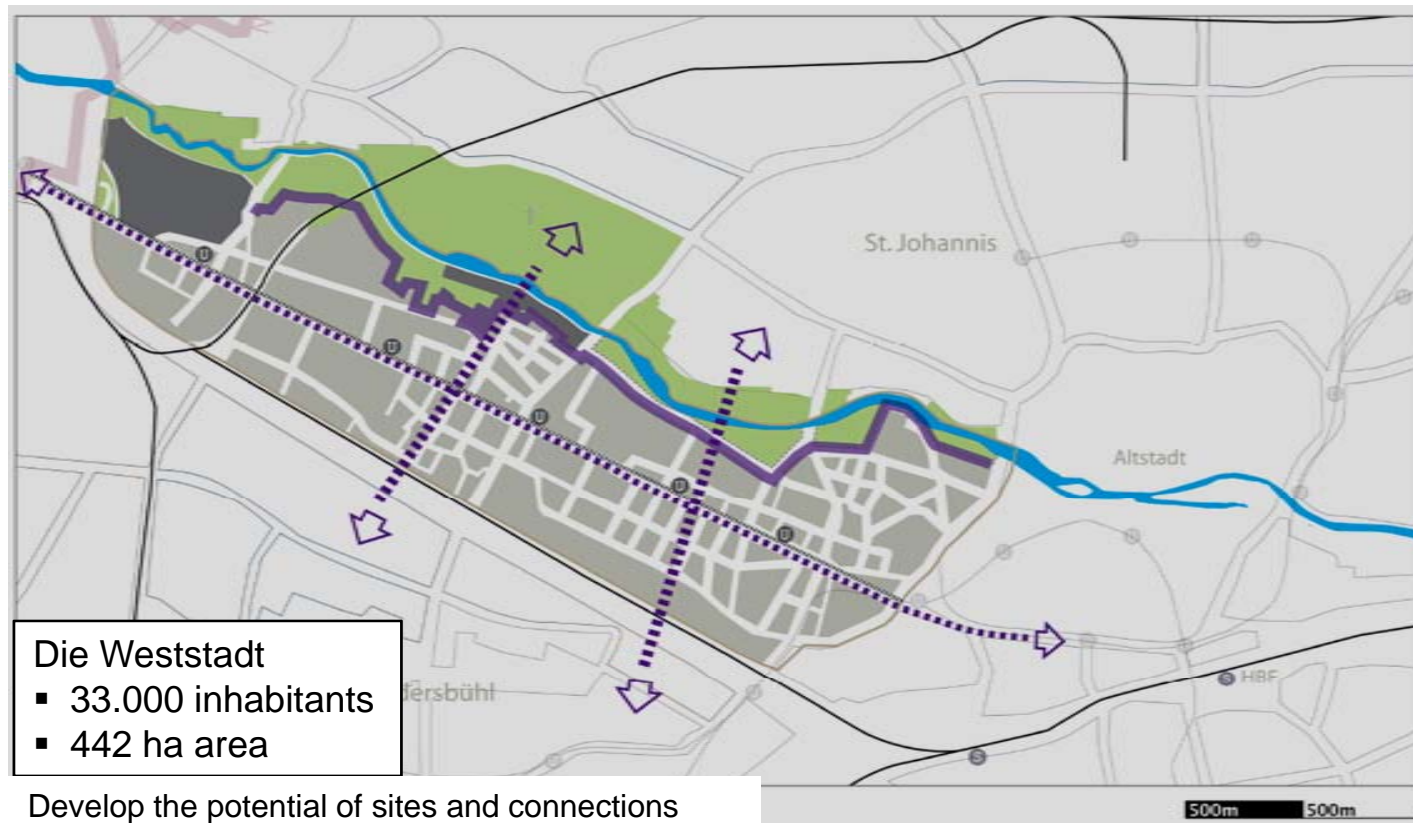 St. Johannis
U
U
Altstadt
U
U
U
HBF
S
S
dersbühl
Die Weststadt
▪ 33.000 inhabitants
▪ 442 ha area
Develop the potential of sites and connections
500m 500m